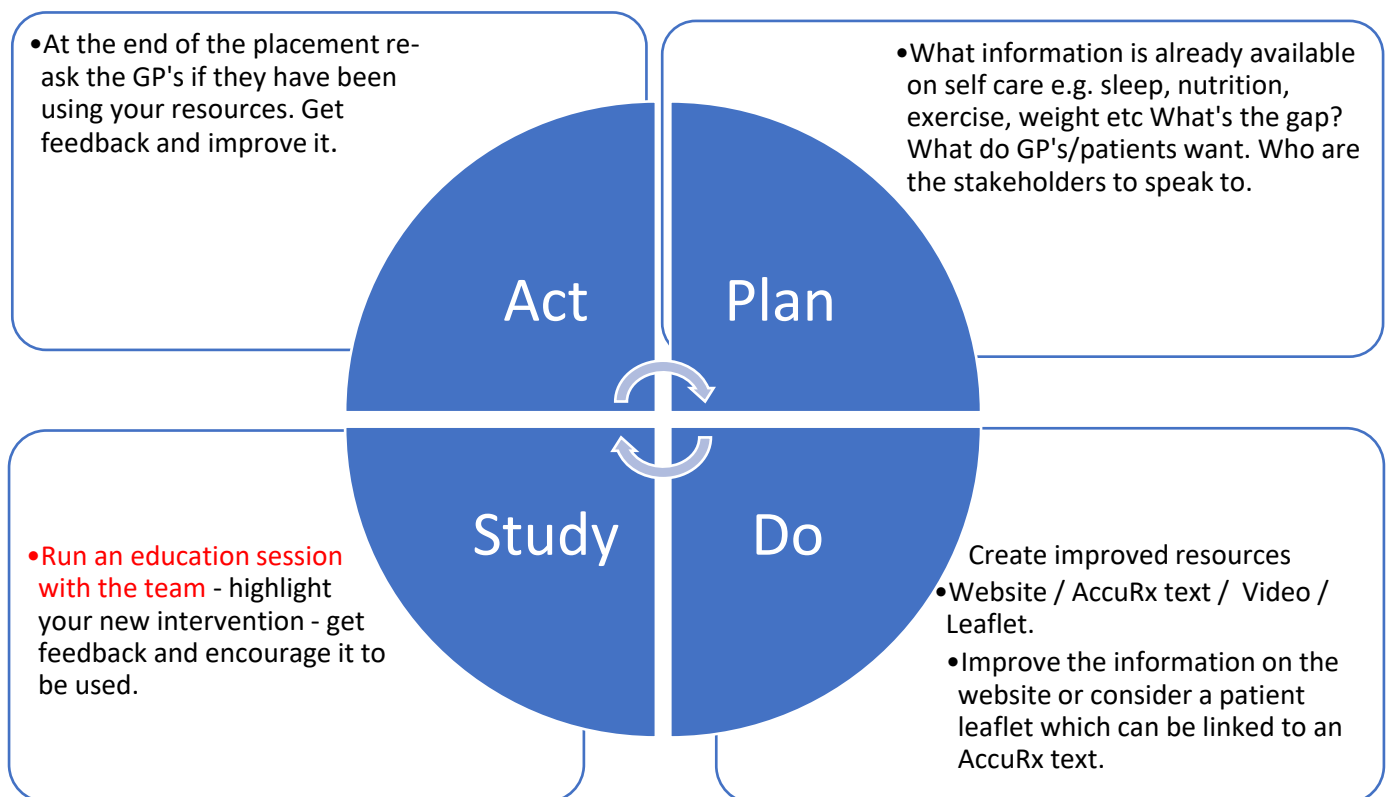 •At the end of the placement re-
ask the GP's if they have been
using your resources. Get
feedback and improve it.
•What information is already available
on self care e.g. sleep, nutrition,
exercise, weight etc What's the gap?
What do GP's/patients want. Who are
the stakeholders to speak to.
Act
Plan
Study
Do
•Run an education session
with the team - highlight
your new intervention - get
feedback and encourage it to
be used.
Create improved resources
•Website / AccuRx text / Video /
Leaflet.
•Improve the information on the
website or consider a patient
leaflet which can be linked to an
AccuRx text.